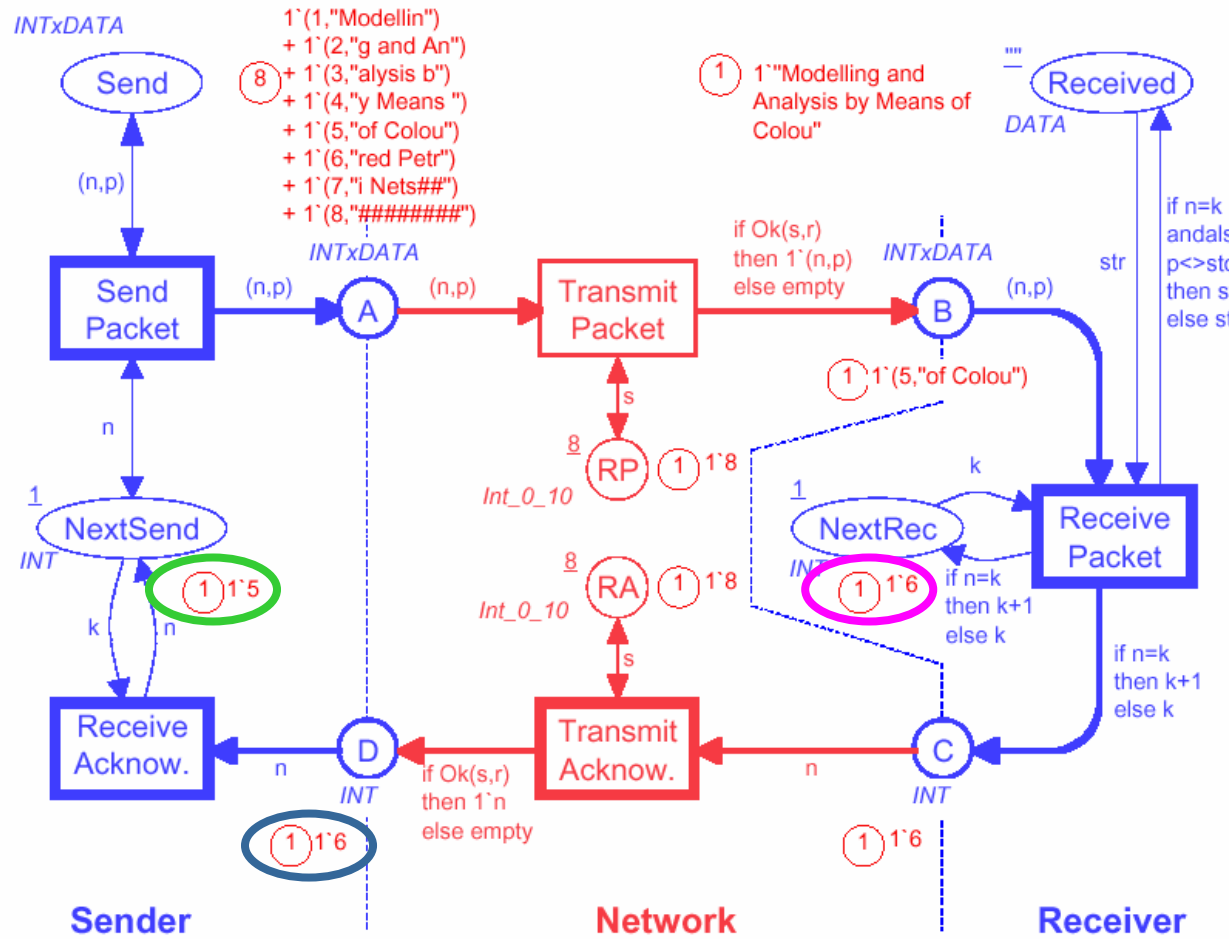 INTxDATA
Send
8
1`(1,"Modellin")
+ 1`(2,"g and An")
+ 1`(3,"alysis b")
+ 1`(4,"y Means ")
+ 1`(5,"of Colou")
+ 1`(6,"red Petr")
+ 1`(7,"i Nets##")
+ 1`(8,"########")
1
1`"Modelling and
Analysis by Means of
Colou"
""
Received
DATA
(n,p)
if n=k
andals
p<>sto
then s
else st
str
Send
Packet
(n,p)
INTxDATA
A
(n,p)
Transmit
Packet
if Ok(s,r)
then 1`(n,p)
else empty
INTxDATA
B
(n,p)
1 1`(5,"of Colou")
n
s
8
RP
1 1`8
Int_0_10
1
NextSend
INT
1 1`5
k
n
8
RA
1 1`8
Int_0_10
s
1
NextRec
INT
1 1`6
k
if n=k
then k+1
else k
Receive
Packet
if n=k
then k+1
else k
Receive
Acknow.
n
D
INT
1 1`6
if Ok(s,r)
then 1`n
else empty
Transmit
Acknow.
n
C
INT
1 1`6
Sender
Network
Receiver